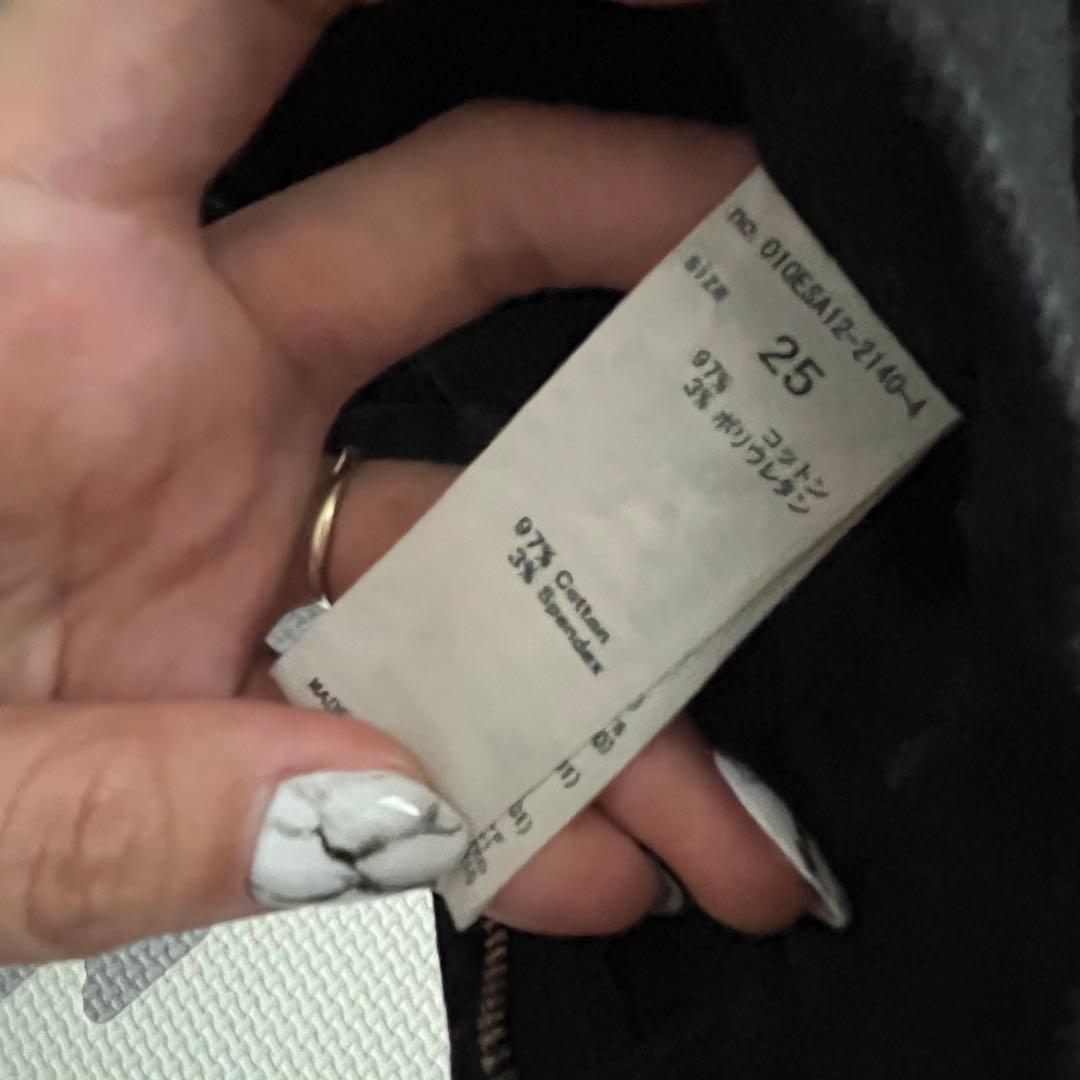 no. 010ESA12-2140-4
size
25
97% コットン
3% ポリウレタン
97% Cotton
3% Spandex